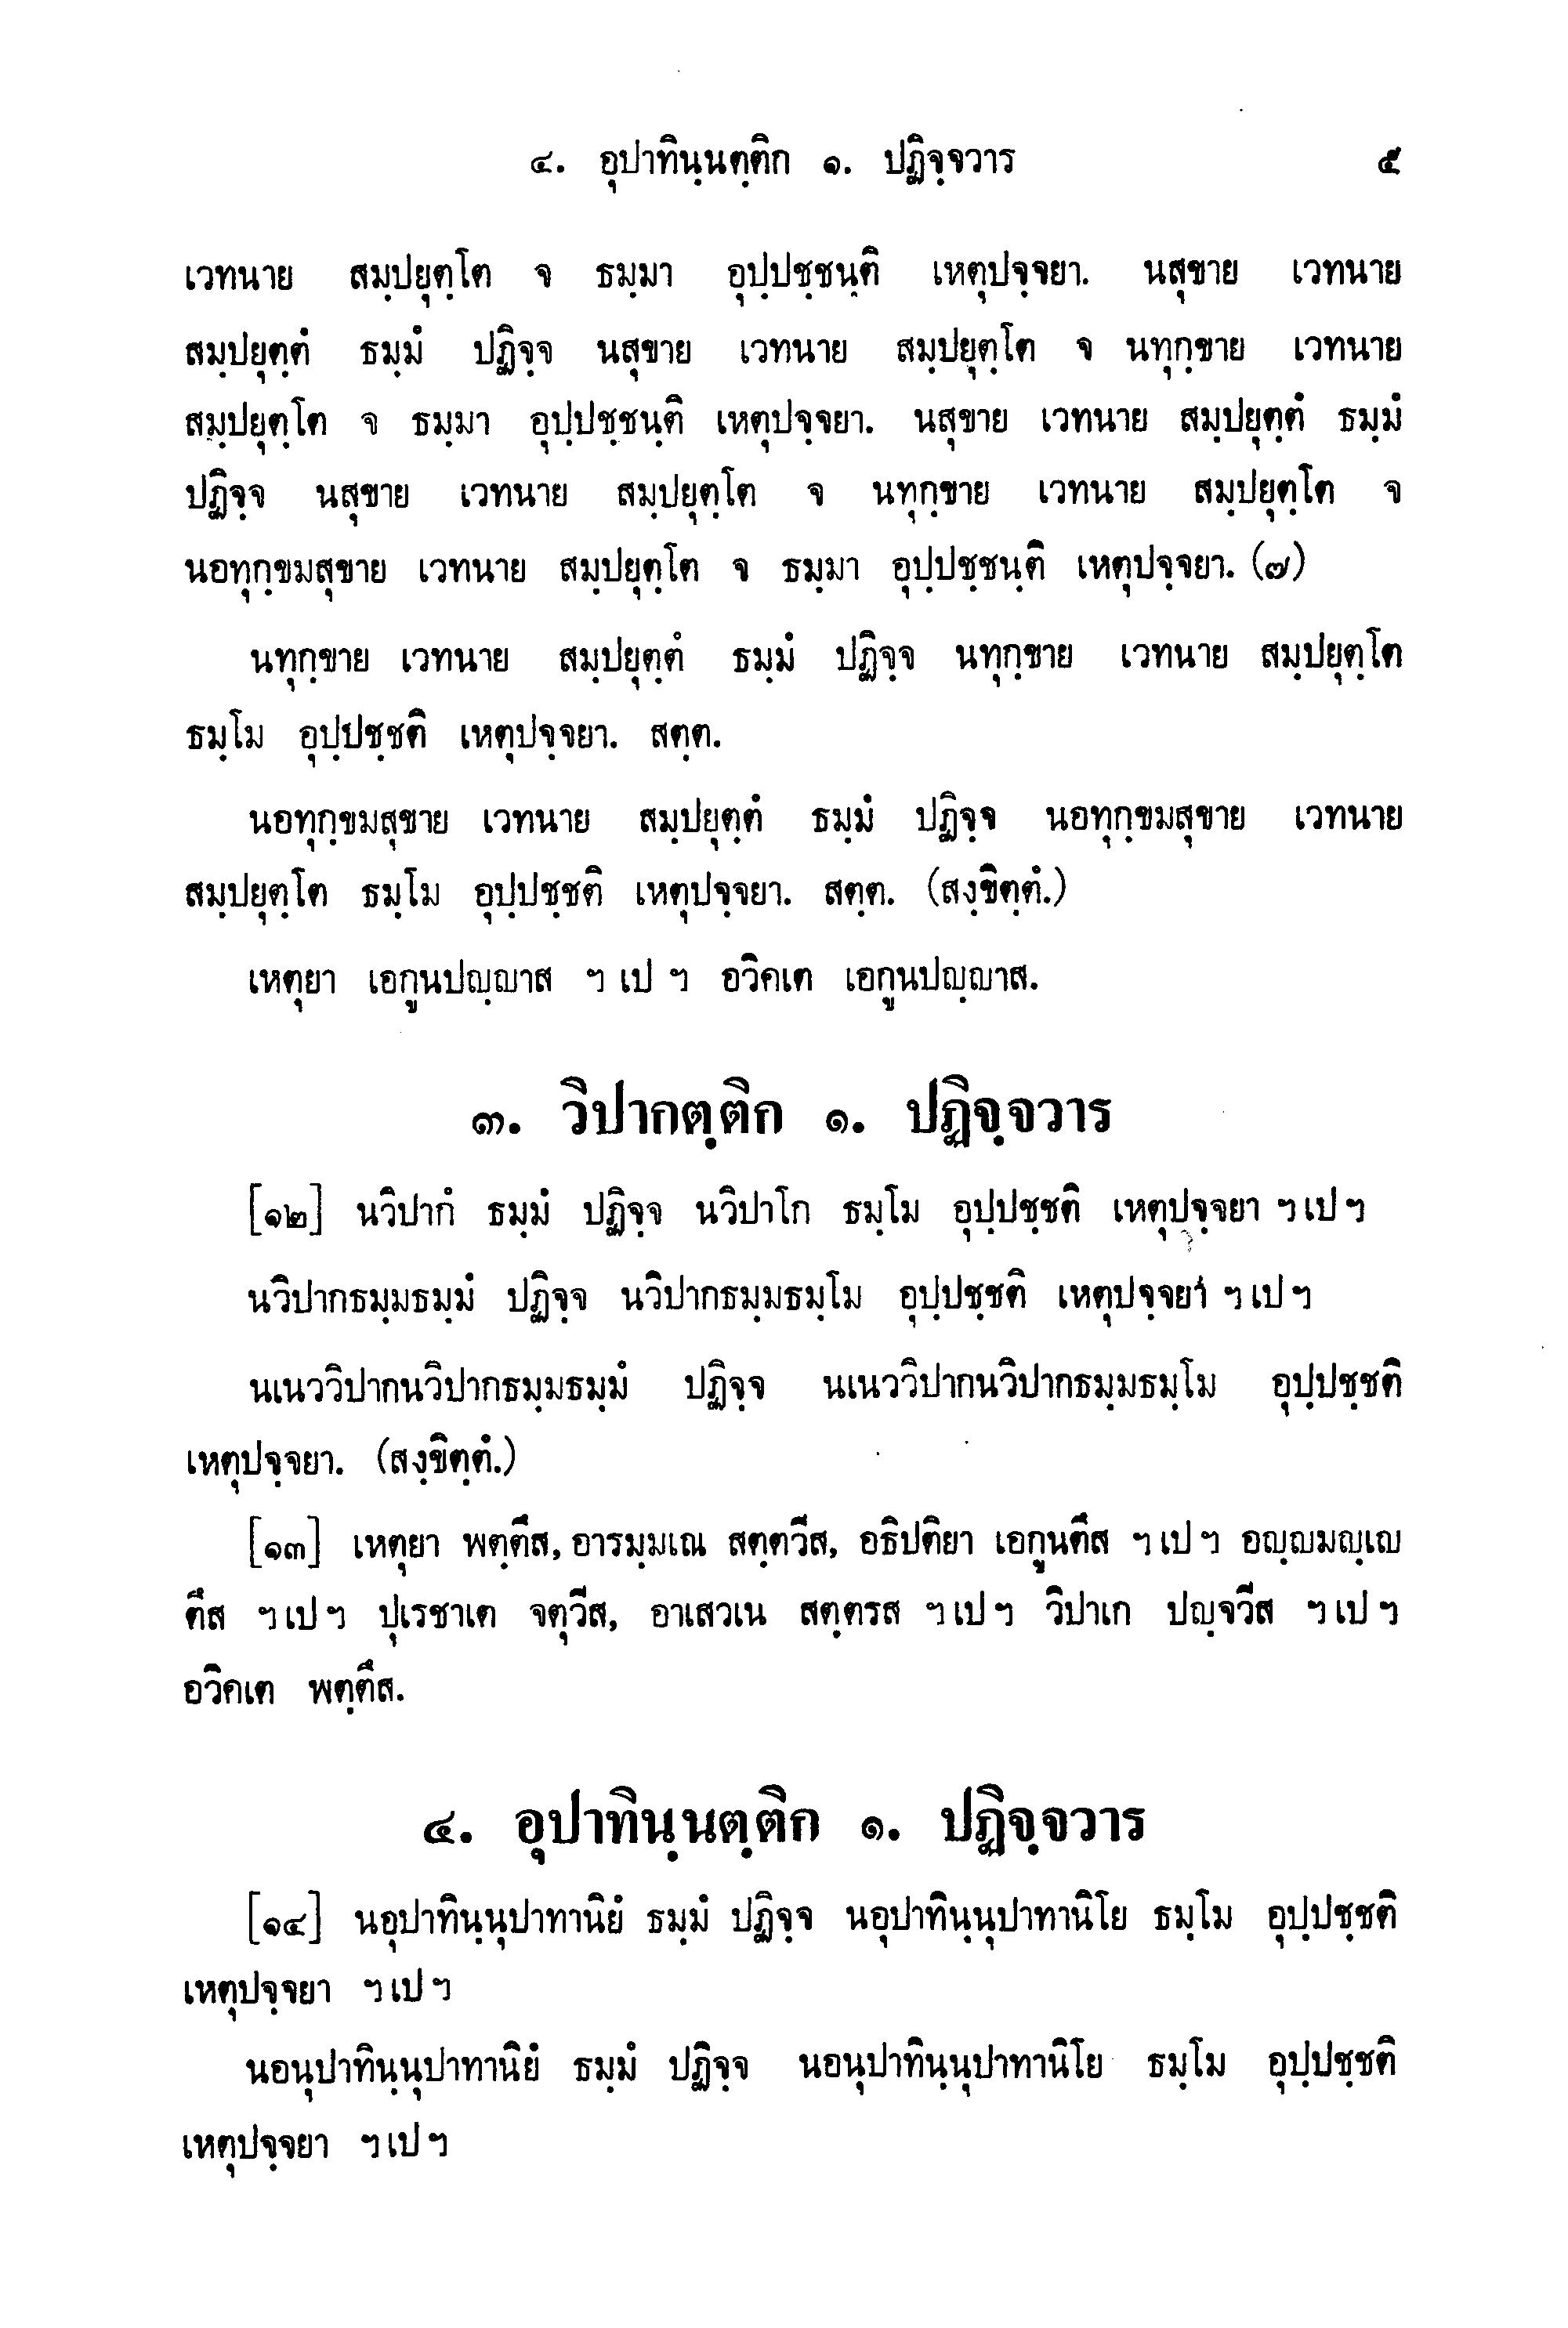 ๔. อุปาทินฺนตฺติก ๑. ปฏิจฺจวาร ๕
เวทนาย สมฺปยุตฺโต จ ธมฺมา อุปฺปชฺชนฺติ เหตุปจฺจยา. นสุขาย เวทนาย
สมฺปยุตฺตํ ธมฺมํ ปฏิจฺจ นสุขาย เวทนาย สมฺปยุตฺโต จ นทุกฺขาย เวทนาย
สมฺปยุตฺโต จ ธมฺมา อุปฺปชฺชนฺติ เหตุปจฺจยา. นสุขาย เวทนาย สมฺปยุตฺตํ ธมฺมํ
ปฏิจฺจ นสุขาย เวทนาย สมฺปยุตฺโต จ นทุกฺขาย เวทนาย สมฺปยุตฺโต จ
นอทุกฺขมสุขาย เวทนาย สมฺปยุตฺโต จ ธมฺมา อุปฺปชฺชนฺติ เหตุปจฺจยา. (๗)
นทุกฺขาย เวทนาย สมฺปยุตฺตํ ธมฺมํ ปฏิจฺจ นทุกฺขาย เวทนาย สมฺปยุตฺโต
ธมฺโม อุปฺปชฺชติ เหตุปจฺจยา. สตฺต.
นอทุกฺขมสุขาย เวทนาย สมฺปยุตฺตํ ธมฺมํ ปฏิจฺจ นอทุกฺขมสุขาย เวทนาย
สมฺปยุตฺโต ธมฺโม อุปฺปชฺชติ เหตุปจฺจยา. สตฺต. (สงฺขิตฺตํ.)
เหตุยา เอกูนปญฺญาส ฯ เป ฯ อวิคเต เอกูนปญฺญาส.
๓. วิปากตฺติก ๑. ปฏิจฺจวาร
[๑๒] นวิปากํ ธมฺมํ ปฏิจฺจ นวิปาโก ธมฺโม อุปฺปชฺชติ เหตุปจฺจยา ฯ เป ฯ
นวิปากธมฺมธมฺมํ ปฏิจฺจ นวิปากธมฺมธมฺโม อุปฺปชฺชติ เหตุปจฺจยา ฯ เป ฯ
นเนววิปากนวิปากธมฺมธมฺมํ ปฏิจฺจ นเนววิปากนวิปากธมฺมธมฺโม อุปฺปชฺชติ
เหตุปจฺจยา. (สงฺขิตฺตํ.)
[๑๓] เหตุยา พตฺตึส, อารมฺมเณ สตฺตวีส, อธิปติยา เอกูนตึส ฯ เป ฯ อญฺญมญฺเญ
ตึส ฯ เป ฯ ปุเรชาเต จตุวีส, อาเสวเน สตฺตรส ฯ เป ฯ วิปาเก ปญฺจวีส ฯ เป ฯ
อวิคเต พตฺตึส.
๔. อุปาทินฺนตฺติก ๑. ปฏิจฺจวาร
[๑๔] นอุปาทินฺนุปาทานิยํ ธมฺมํ ปฏิจฺจ นอุปาทินฺนุปาทานิโย ธมฺโม อุปฺปชฺชติ
เหตุปจฺจยา ฯ เป ฯ
นอนุปาทินฺนุปาทานิยํ ธมฺมํ ปฏิจฺจ นอนุปาทินฺนุปาทานิโย ธมฺโม อุปฺปชฺชติ
เหตุปจฺจยา ฯ เป ฯ